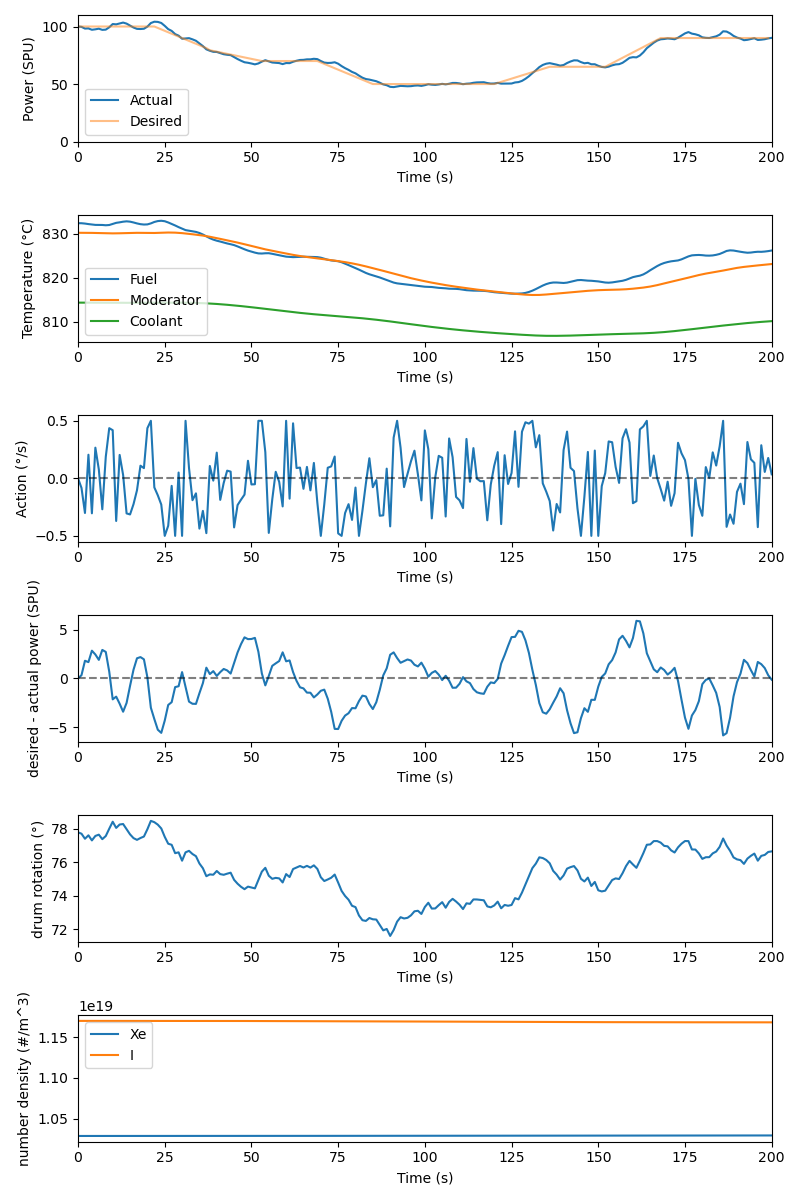 Power (SPU)
100
50
0
Actual
Desired
0 25 50 75 100 125 150 175 200
Time (s)
Temperature (°C)
830
820
810
Fuel
Moderator
Coolant
0 25 50 75 100 125 150 175 200
Time (s)
Action (°/s)
0.5
0.0
−0.5
0 25 50 75 100 125 150 175 200
Time (s)
desired - actual power (SPU)
5
0
−5
0 25 50 75 100 125 150 175 200
Time (s)
drum rotation (°)
78
76
74
72
0 25 50 75 100 125 150 175 200
Time (s)
number density (#/m^3)
1e19
1.15
1.10
1.05
Xe
I
0 25 50 75 100 125 150 175 200
Time (s)